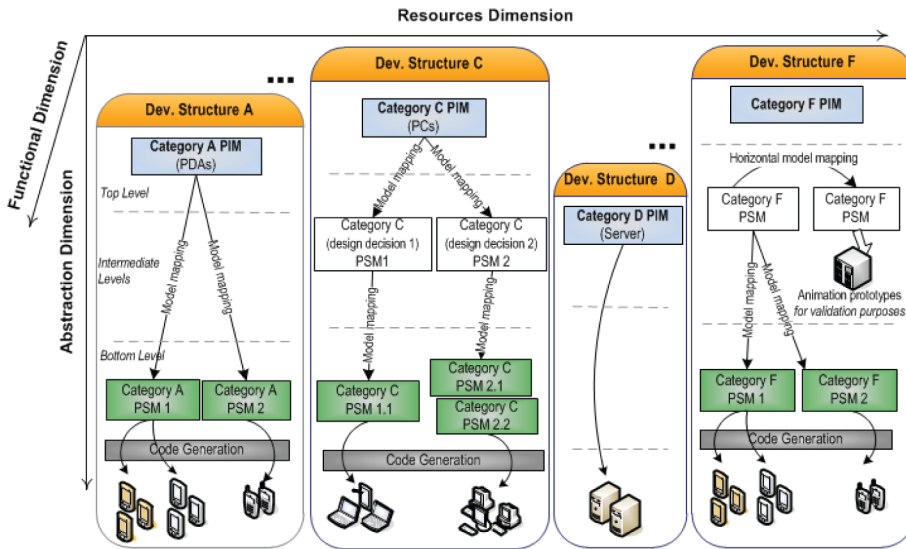 Resources Dimension
Functional Dimension
Abstraction Dimension
...
Dev. Structure A
Category A PIM
(PDAs)
Top Level
Intermediate
Levels
Model mapping
Model mapping
Bottom Level
Category A
PSM 1
Category A
PSM 2
Code Generation
Dev. Structure C
Category C PIM
(PCs)
Model mapping
Model mapping
Category C
(design decision 1)
PSM1
Category C
(design decision 2)
PSM 2
Model mapping
Model mapping
Category C
PSM 1.1
Category C
PSM 2.1
Category C
PSM 2.2
Code Generation
...
Dev. Structure D
Category D PIM
(Server)
Dev. Structure F
Category F PIM
Horizontal model mapping
Category F
PSM
Category F
PSM
Animation prototypes
for validation purposes
Model mapping
Model mapping
Category F
PSM 1
Category F
PSM 2
Code Generation